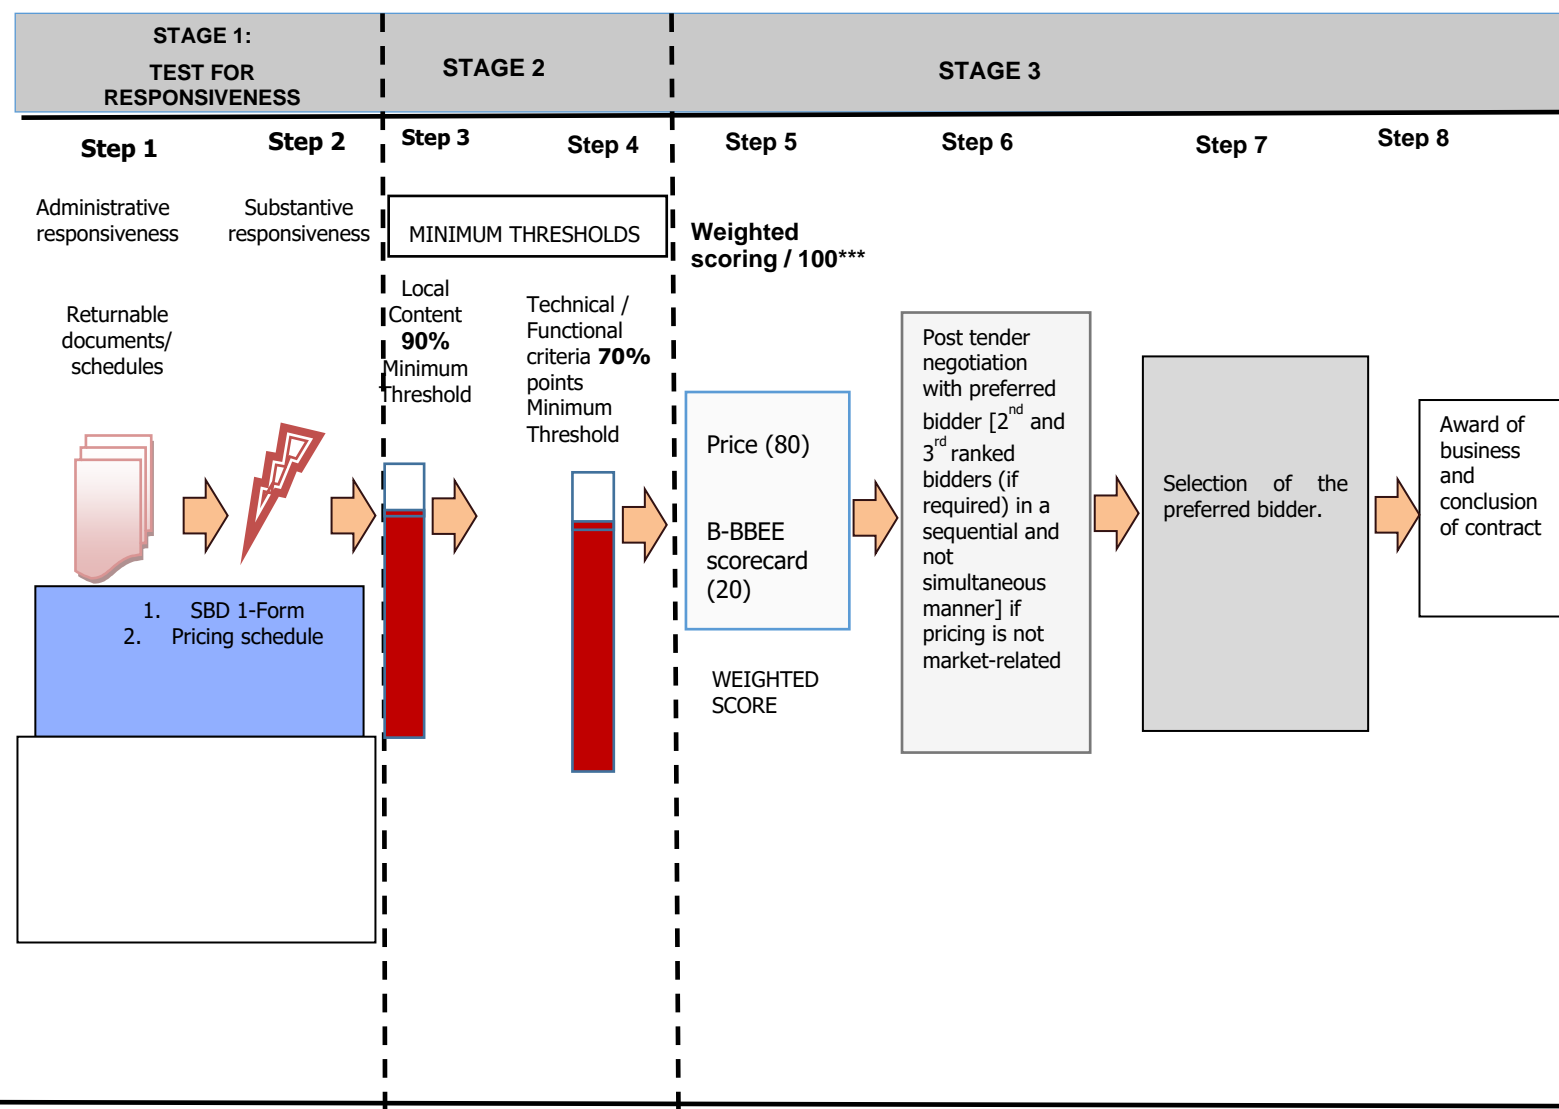 STAGE 1:
TEST FOR
RESPONSIVENESS
STAGE 2
STAGE 3
Step 1
Step 2
Step 3
Step 4
Step 5
Step 6
Step 7
Step 8
Administrative
responsiveness
Substantive
responsiveness
MINIMUM THRESHOLDS
Weighted
scoring / 100***
Returnable
documents/
schedules
Local
Content
90%
Minimum
Threshold
Technical /
Functional
criteria 70%
points
Minimum
Threshold
Price (80)
B-BBEE
scorecard
(20)
WEIGHTED
SCORE
Post tender
negotiation
with preferred
bidder [2nd and
3rd ranked
bidders (if
required) in a
sequential and
not
simultaneous
manner] if
pricing is not
market-related
Selection of the
preferred bidder.
Award of
business
and
conclusion
of contract
1. SBD 1-Form
2. Pricing schedule